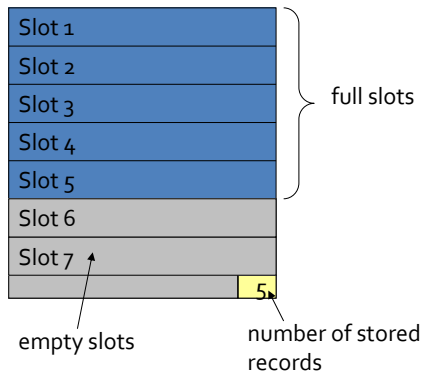 Slot 1
Slot 2
full slots
Slot 3
Slot 4
Slot 5
Slot 6
Slot 7
5
empty slots
number of stored
records